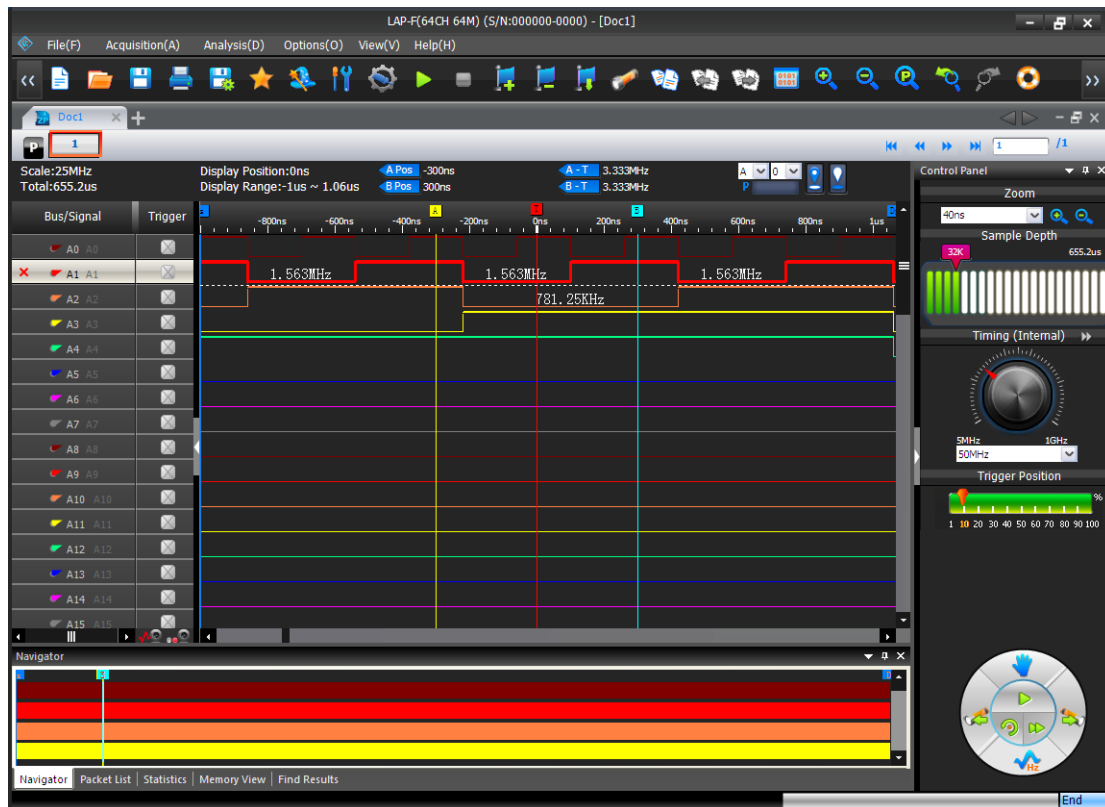 LAP-F(64CH 64M) (S/N:000000-0000) - [Doc1]
File(F) Acquisition(A) Analysis(D) Options(O) View(V) Help(H)
Doc1
P 1
1 /1
Scale:25MHz Display Position:0ns A Pos -300ns A - T 3.333MHz A 0
Total:655.2us Display Range:-1us ~ 1.06us B Pos 300ns B - T 3.333MHz P
Bus/Signal Trigger
-800ns -600ns -400ns -200ns 0ns 200ns 400ns 600ns 800ns 1us
A T B
A0 A0
A1 A1 1.563MHz 1.563MHz 1.563MHz
A2 A2 781.25KHz
A3 A3
A4 A4
A5 A5
A6 A6
A7 A7
A8 A8
A9 A9
A10 A10
A11 A11
A12 A12
A13 A13
A14 A14
A15 A15
Control Panel
Zoom
40ns
Sample Depth
32K 655.2us
Timing (Internal)
5MHz 1GHz
50MHz
Trigger Position
%
1 10 20 30 40 50 60 70 80 90 100
Hz
Navigator
Navigator Packet List Statistics Memory View Find Results
End